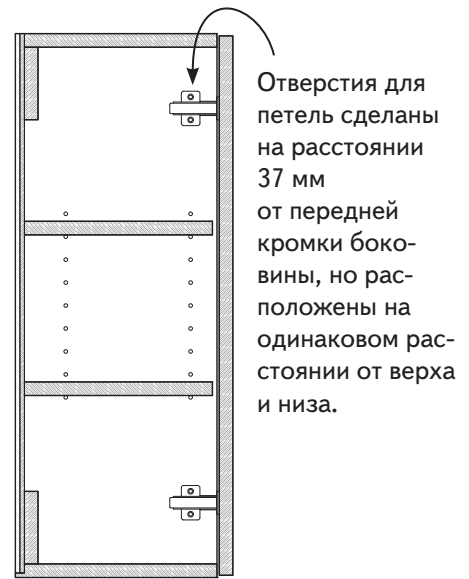 Отверстия для
петель сделаны
на расстоянии
37 мм
от передней
кромки боко-
вины, но рас-
положены на
одинаковом рас-
стоянии от верха
и низа.